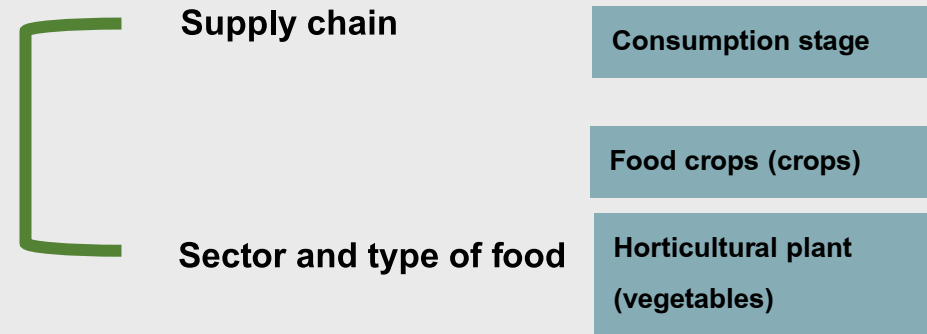 Supply chain
Consumption stage
Food crops (crops)
Sector and type of food
Horticultural plant
(vegetables)